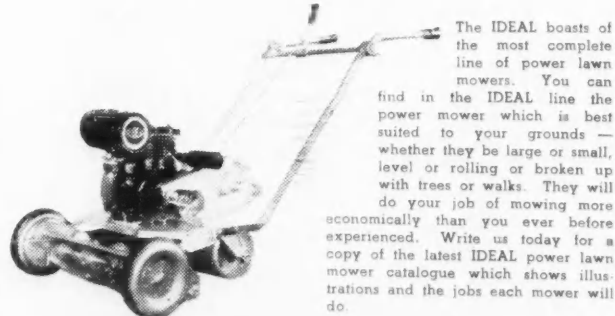 The IDEAL boasts of
the most complete
line of power lawn
mowers. You can
find in the IDEAL line the
power mower which is best
suited to your grounds —
whether they be large or small,
level or rolling or broken up
with trees or walks. They will
do your job of mowing more
economically than you ever before
experienced. Write us today for a
copy of the latest IDEAL power lawn
mower catalogue which shows illus-
trations and the jobs each mower will
do.